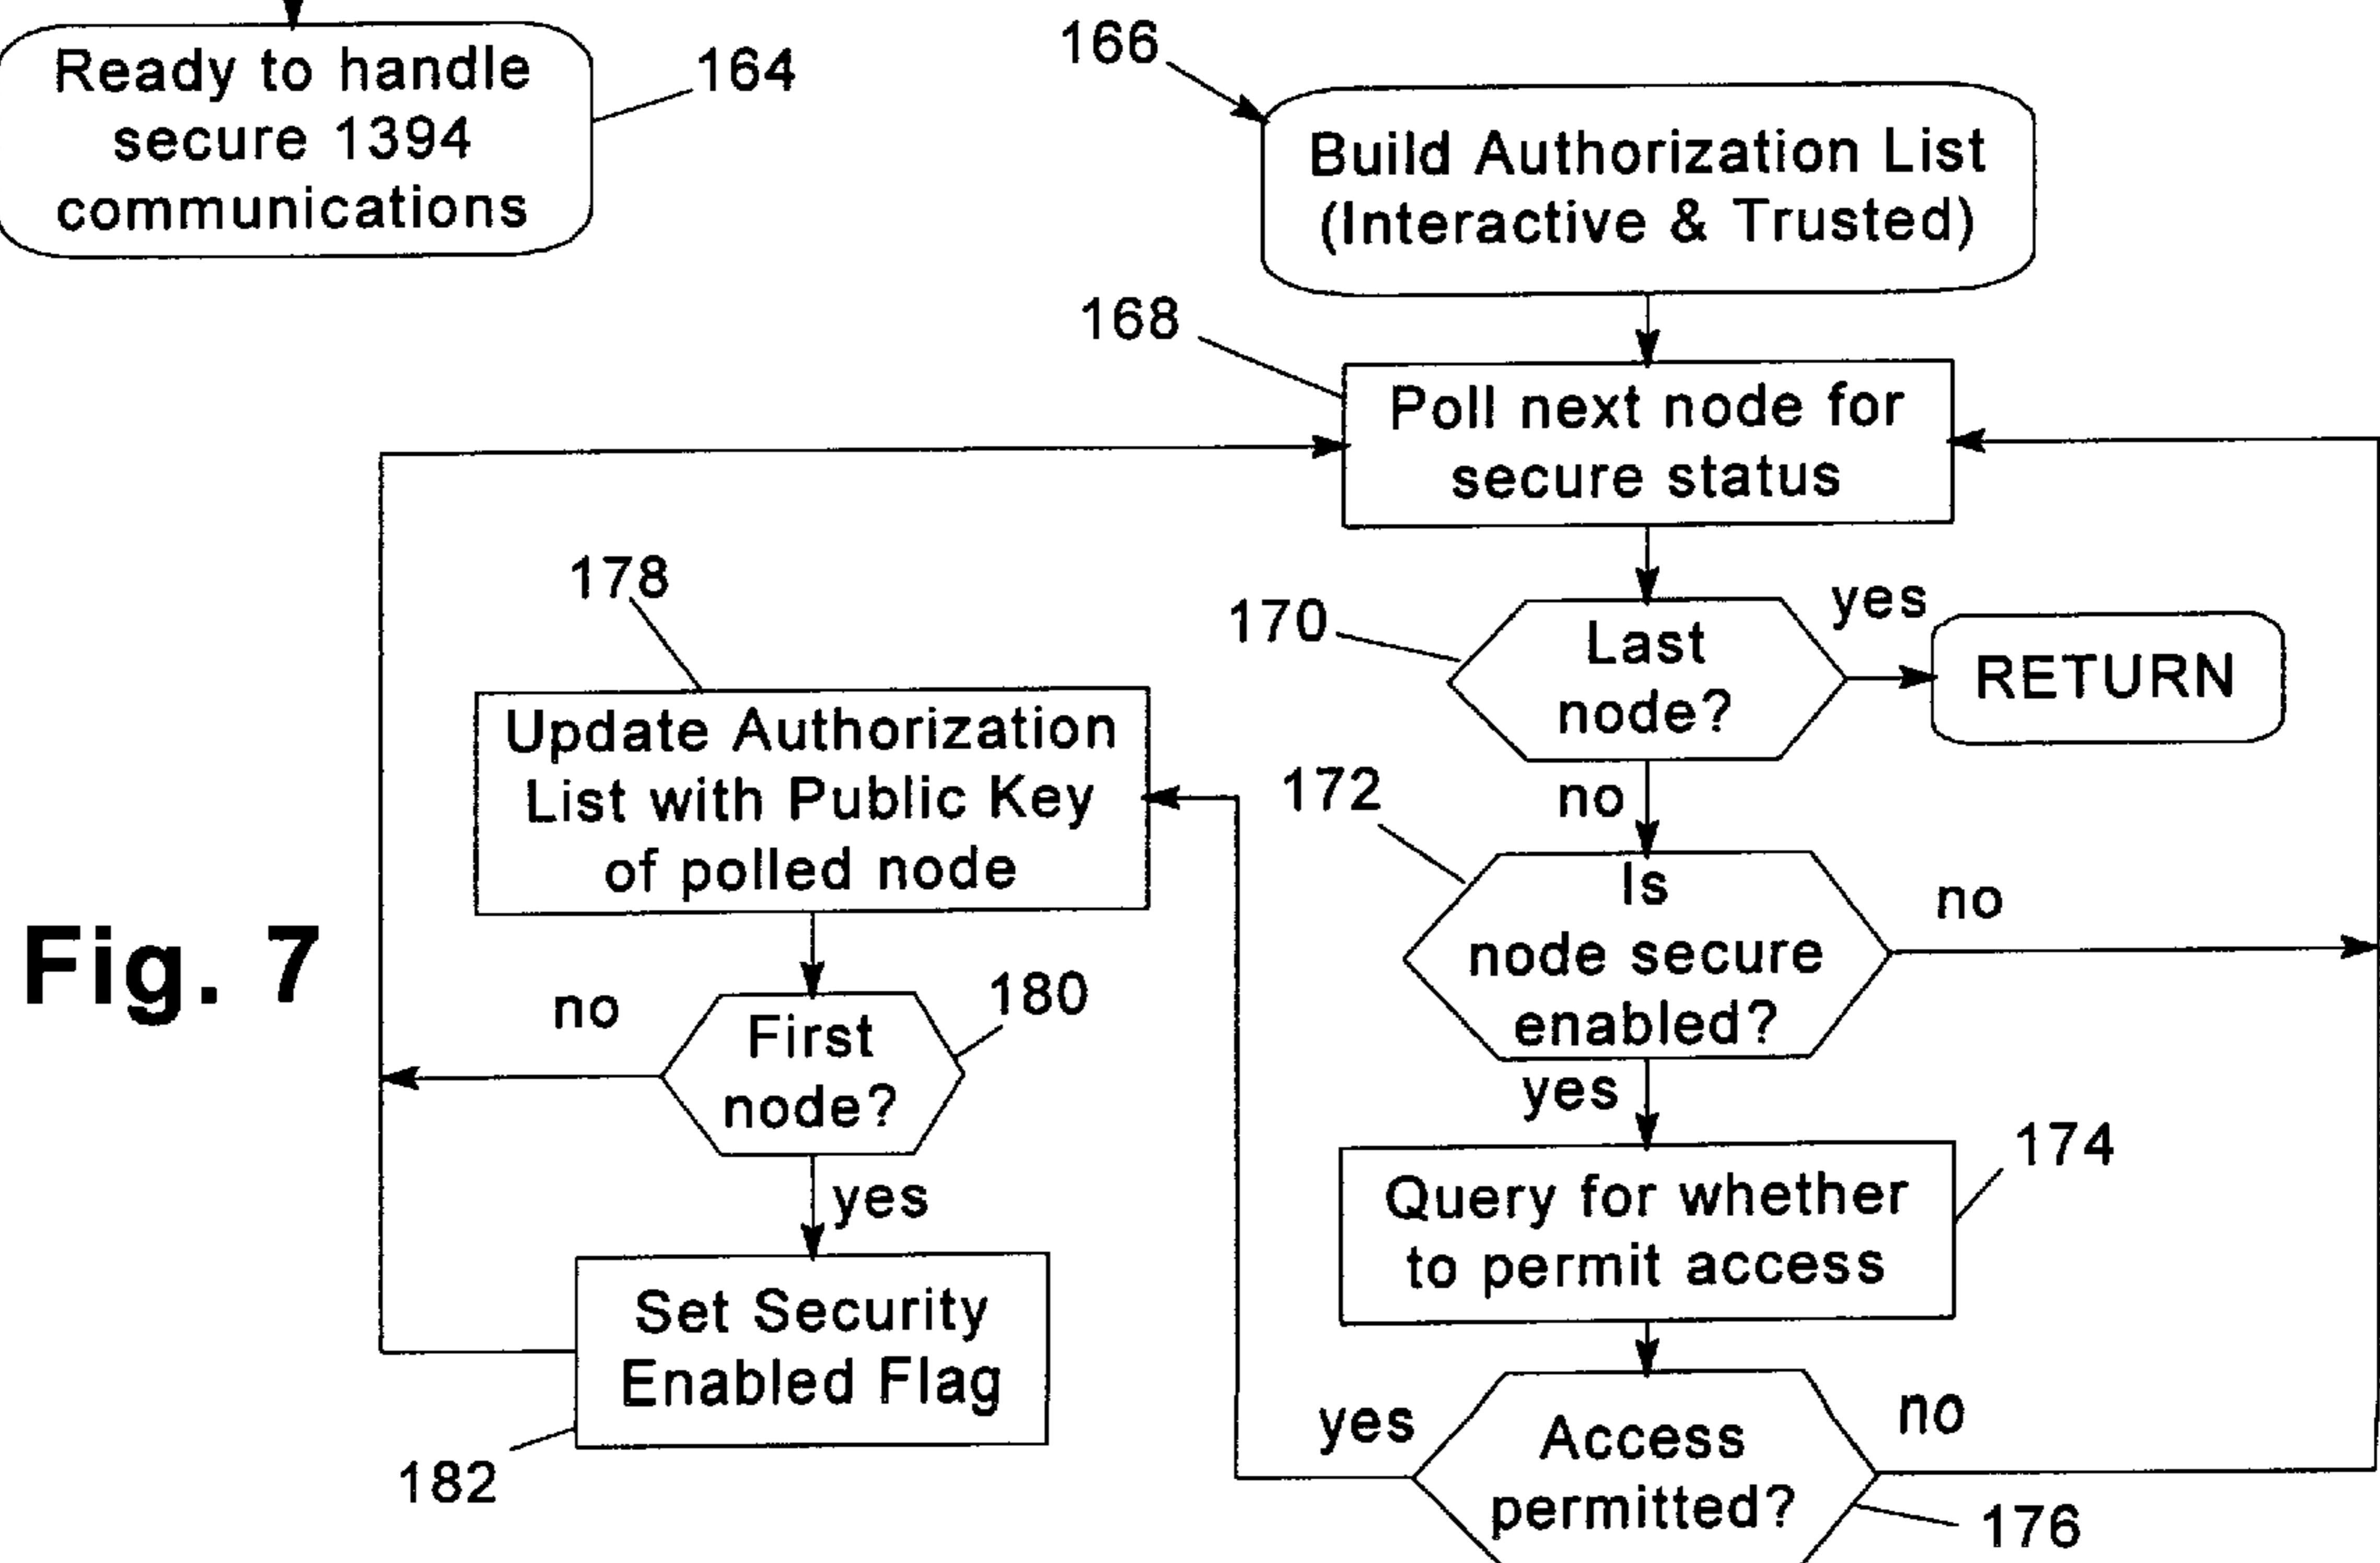 Ready to handle
secure 1394
communications
164
166
Build Authorization List
(Interactive & Trusted)
168
Poll next node for
secure status
170
Last
node?
yes
RETURN
no
172
Is
node secure
enabled?
no
yes
174
Query for whether
to permit access
Access
permitted?
yes
no
176
178
Update Authorization
List with Public Key
of polled node
180
First
node?
no
yes
Set Security
Enabled Flag
182
Fig. 7